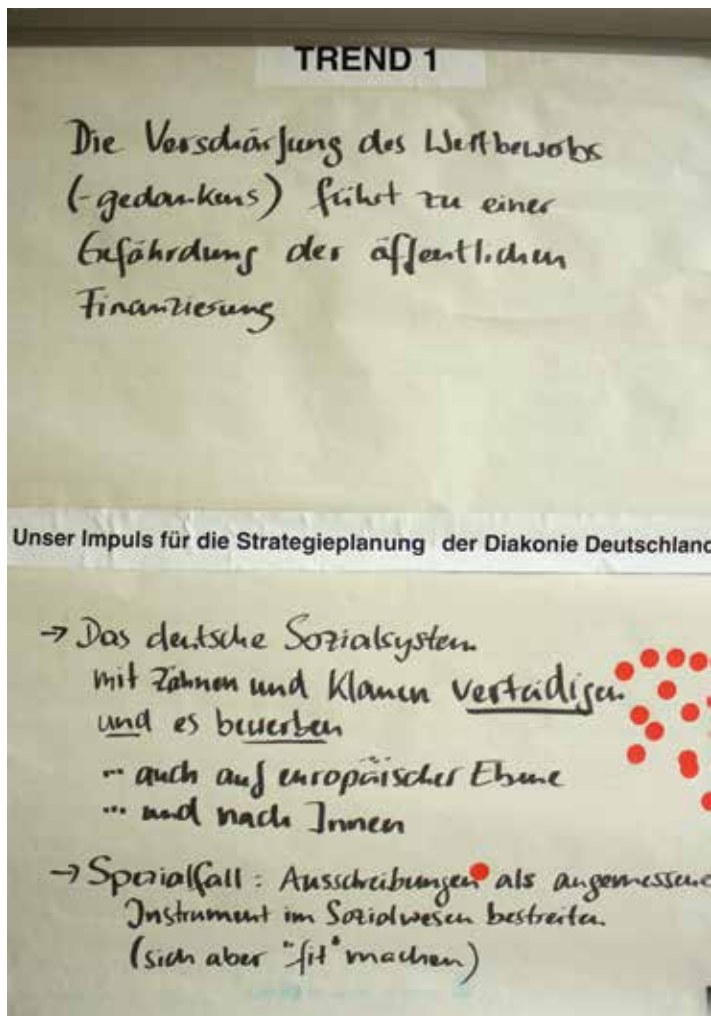 TREND 1
Die Verschärfung des Wettbewerbs
(-gedankens) führt zu einer
Gefährdung der öffentlichen
Finanzierung
Unser Impuls für die Strategieplanung der Diakonie Deutschland
→ Das deutsche Sozialsystem
mit Zähnen und Klauen verteidigen
und es bewerben
... auch auf europäischer Ebene
... und nach Innen
→ Spezialfall: Ausschreibungen als angemessene
Instrument im Sozialwesen bestreiten
(sich aber "fit" machen)